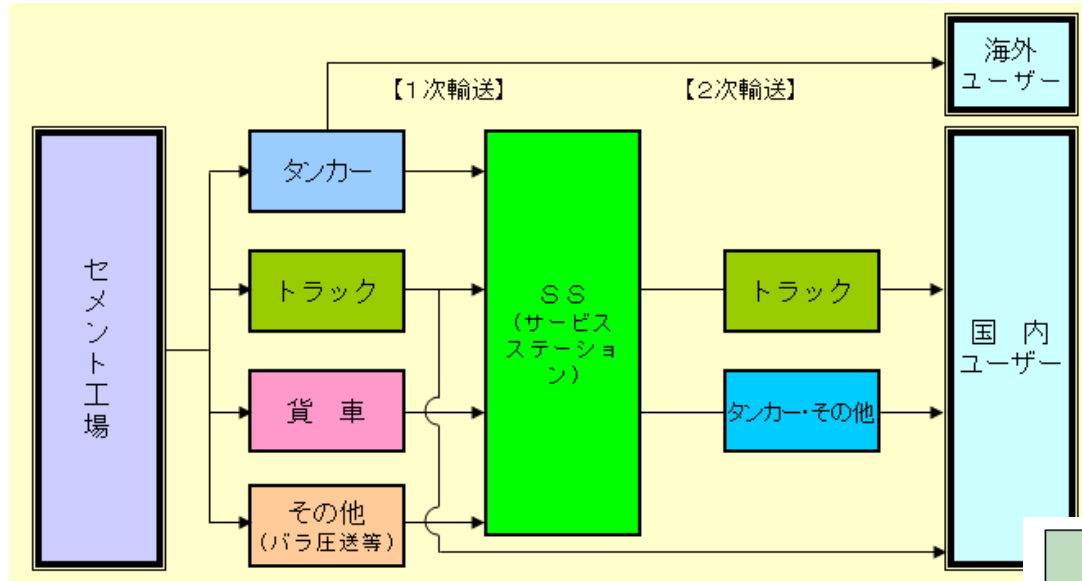 海外
ユーザー
【1次輸送】
【2次輸送】
セメント工場
タンカー
トラック
貨 車
その他
(バラ圧送等)
SS
(サービス
ステーショ
ン)
トラック
タンカー・その他
国 内
ユーザー